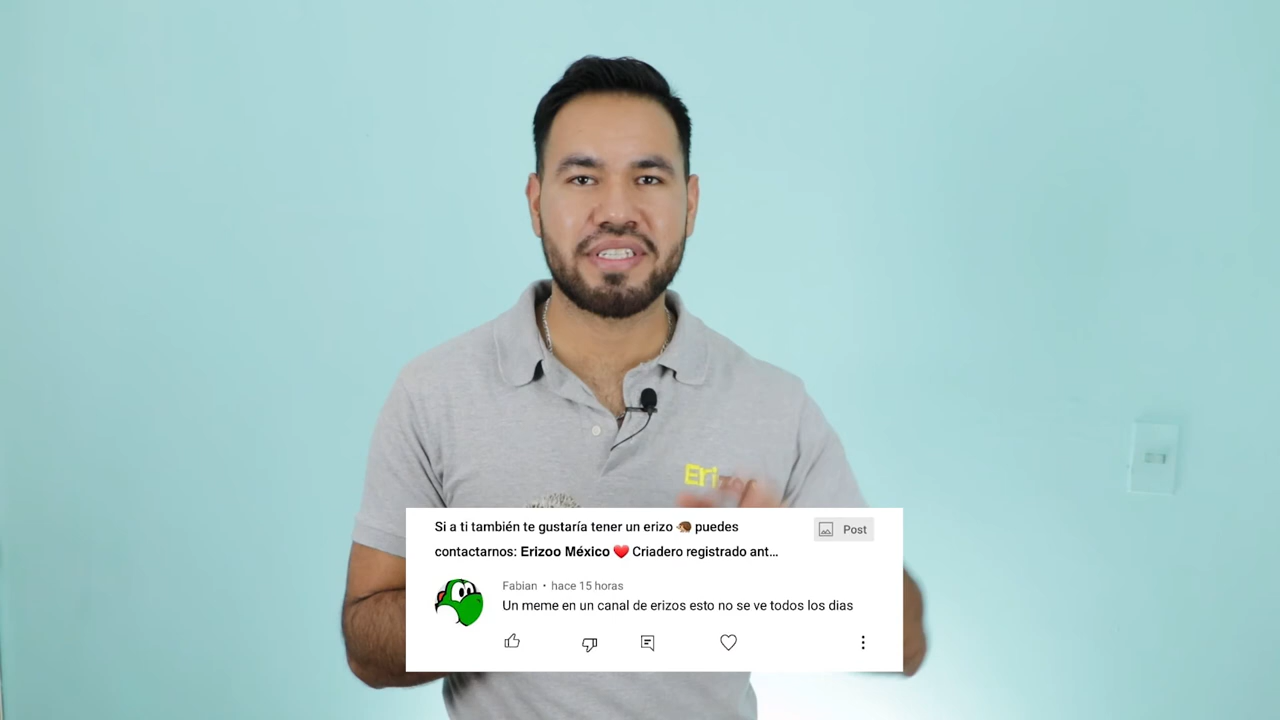 Erizoo
Si a ti también te gustaría tener un erizo 🦔 puedes
Post
contactarnos: Erizoo México ❤️ Criadero registrado ant...
Fabian • hace 15 horas
Un meme en un canal de erizos esto no se ve todos los dias